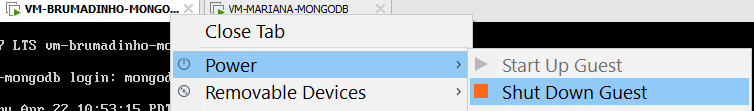 VM-BRUMADINHO-MONGO...
VM-MARIANA-MONGODB
7 LTS vm-brumadinho-mo
Close Tab
Power
Start Up Guest
-mongodb login: mongod
Removable Devices
Shut Down Guest
Apr 22 10:53:15 PDT